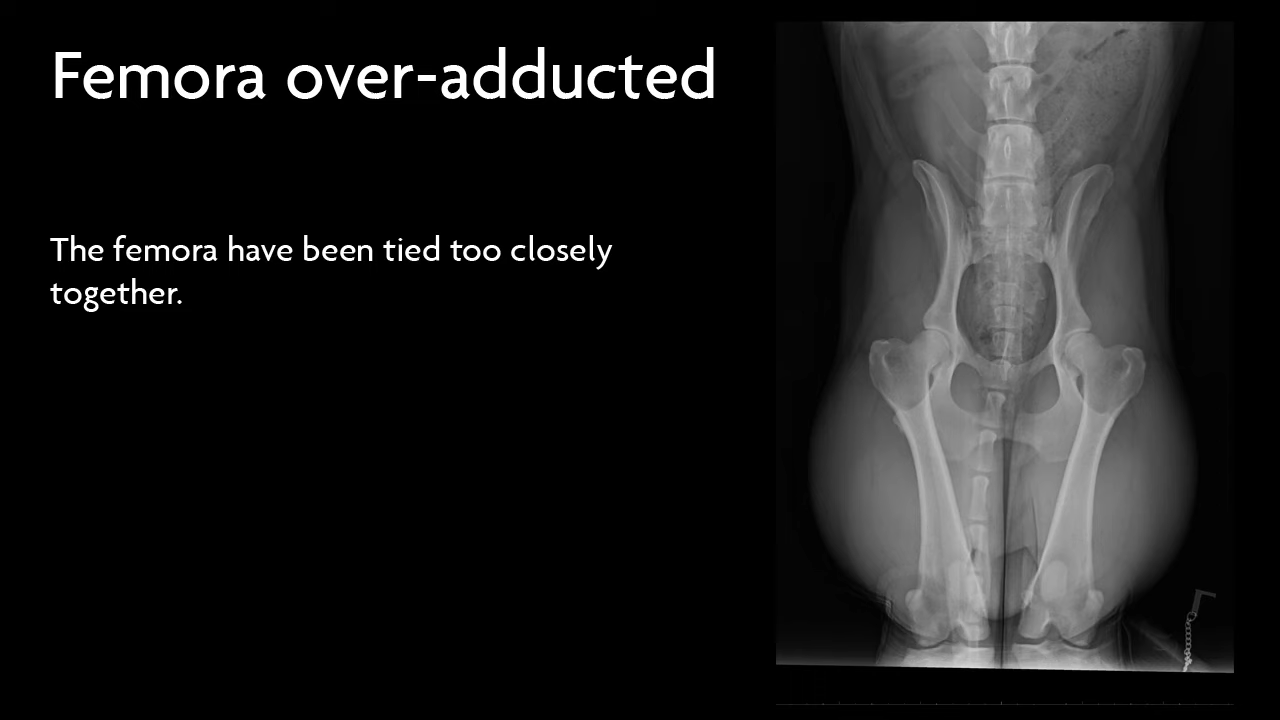 Femora over-adducted
The femora have been tied too closely
together.